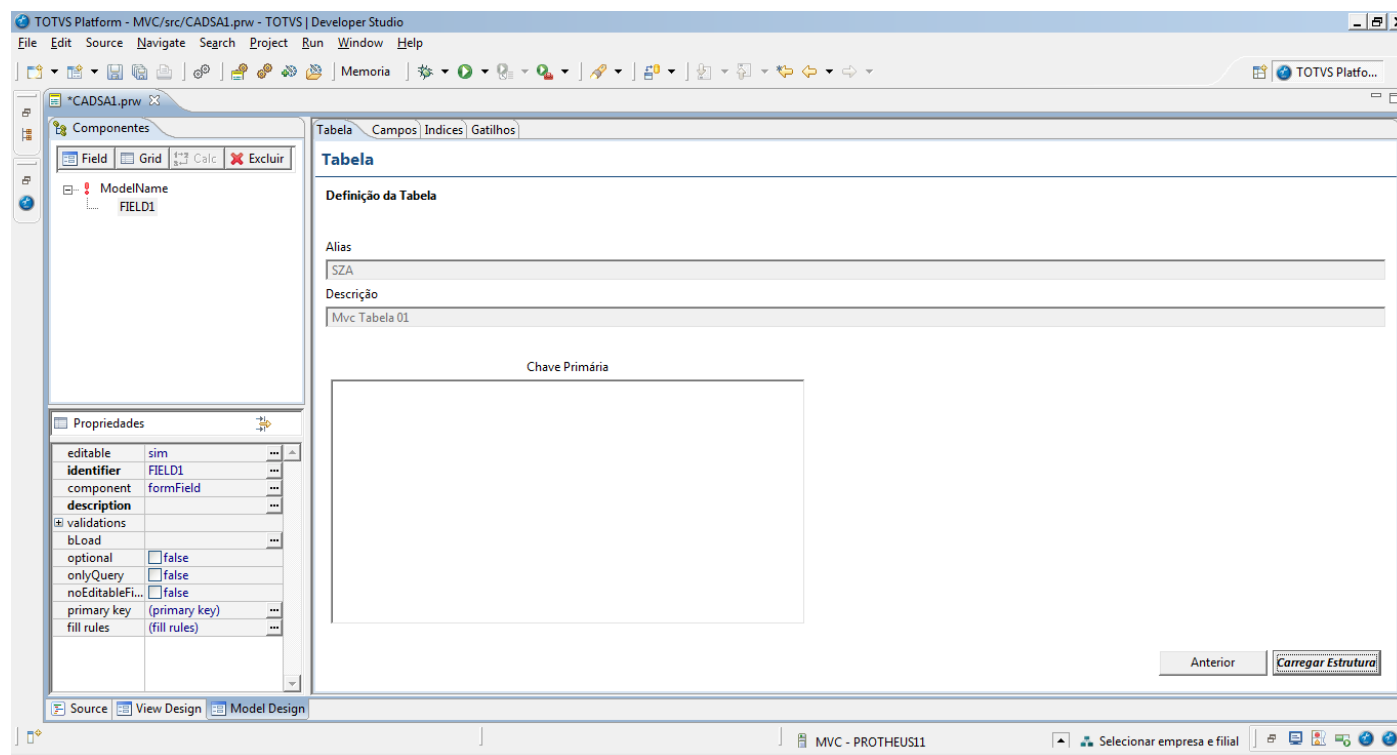 TOTVS Platform - MVC/src/CADSA1.prw - TOTVS | Developer Studio
File Edit Source Navigate Search Project Run Window Help
Memoria
TOTVS Platfo...
*CADSA1.prw
Componentes
Tabela Campos Indices Gatilhos
Field Grid Calc Excluir
Tabela
ModelName
FIELD1
Definição da Tabela
Alias
SZA
Descrição
Mvc Tabela 01
Chave Primária
Propriedades
editable sim ...
identifier FIELD1 ...
component formField ...
description ...
validations
bLoad ...
optional false
onlyQuery false
noEditableFi... false
primary key (primary key) ...
fill rules (fill rules) ...
Anterior Carregar Estrutura
Source View Design Model Design
MVC - PROTHEUS11
Selecionar empresa e filial